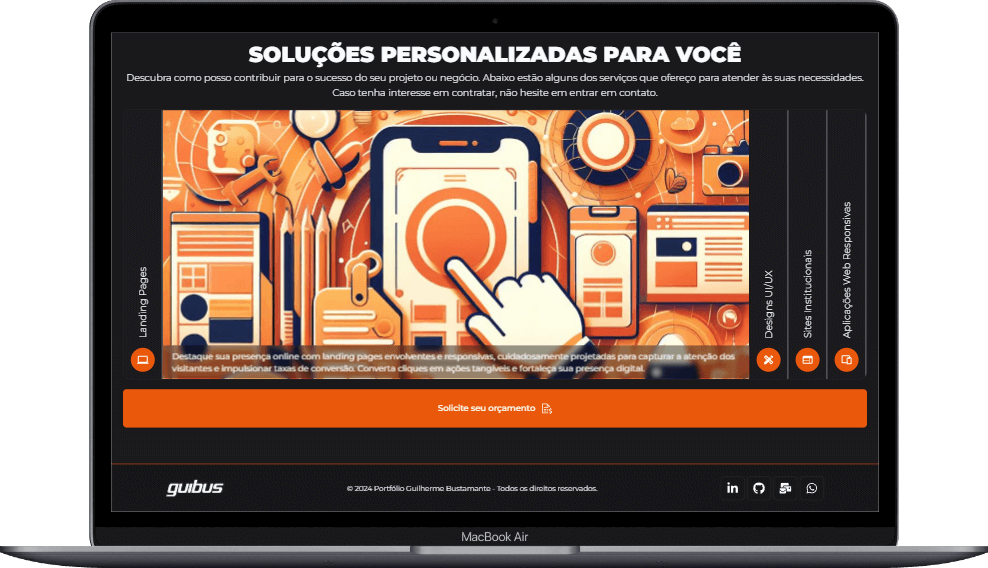 SOLUÇÕES PERSONALIZADAS PARA VOCÊ
Descubra como posso contribuir para o sucesso do seu projeto ou negócio. Abaixo estão alguns dos serviços que ofereço para atender às suas necessidades.
Caso tenha interesse em contratar, não hesite em entrar em contato.
Landing Pages
Destaque sua presença online com landing pages envolventes e responsivas, cuidadosamente projetadas para capturar a atenção dos
visitantes e impulsionar taxas de conversão. Converta cliques em ações tangíveis e fortaleça sua presença digital.
Designs UI/UX
Sites Institucionais
Aplicações Web Responsivas
Solicite seu orçamento
guibus
© 2024 Portfólio Guilherme Bustamante - Todos os direitos reservados.
MacBook Air